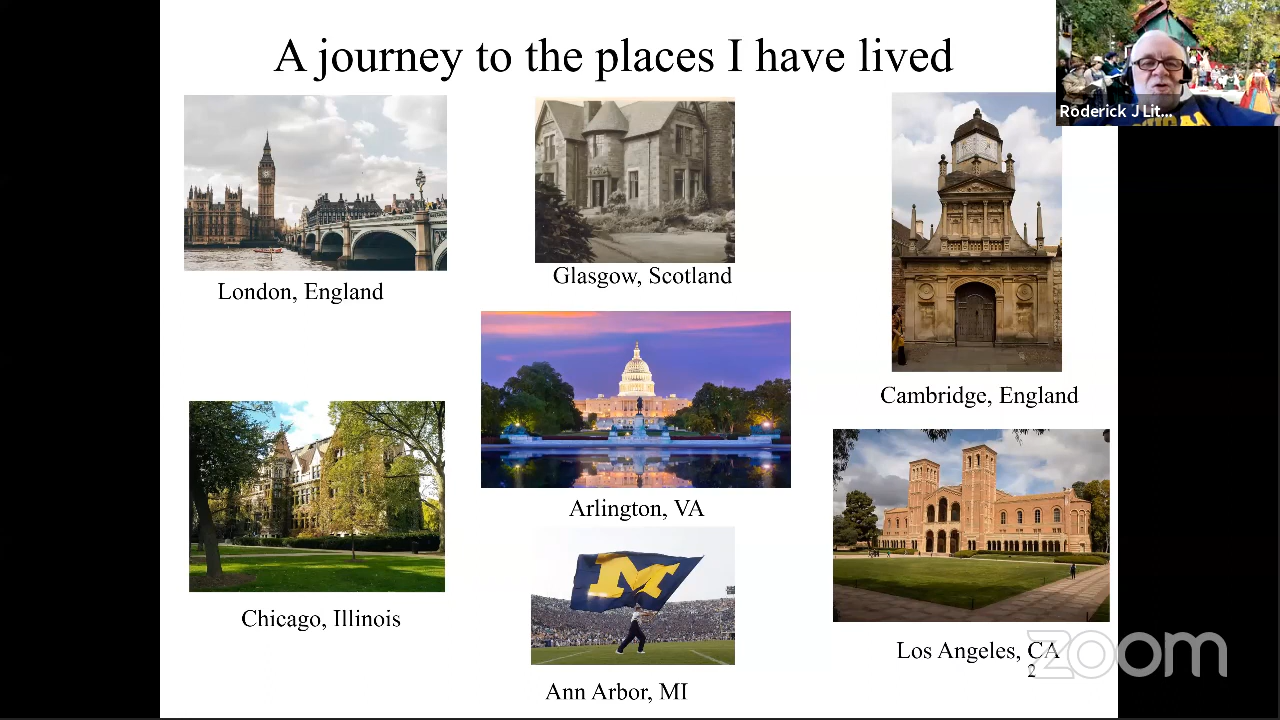 A journey to the places I have lived
Roderick J Lit...
London, England
Glasgow, Scotland
Cambridge, England
Arlington, VA
Chicago, Illinois
Los Angeles, CA
2
zoom
M
Ann Arbor, MI